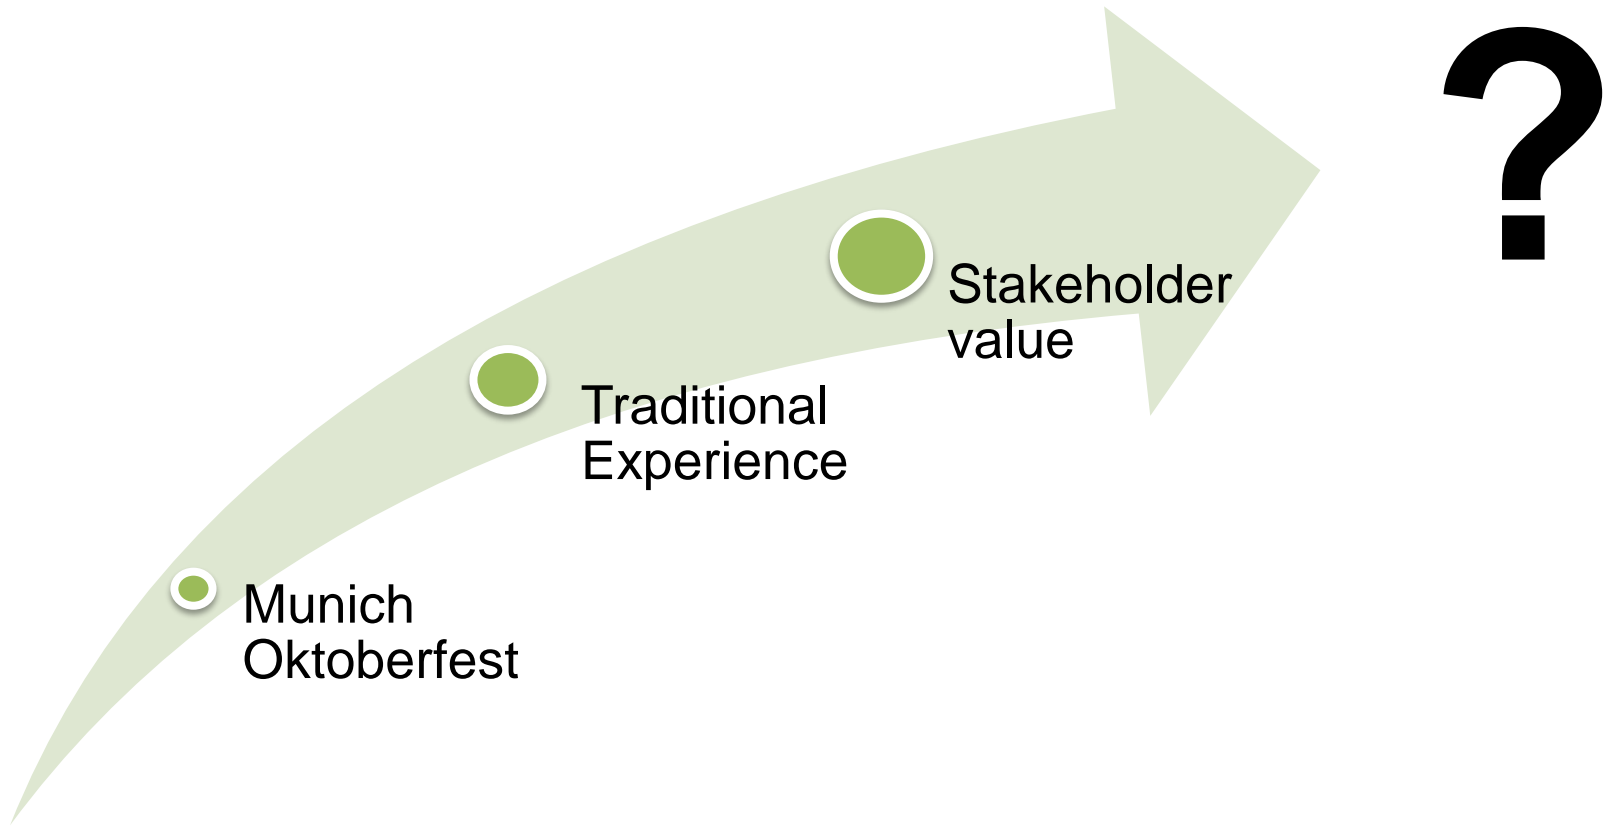 ?
Stakeholder
value
Traditional
Experience
Munich
Oktoberfest